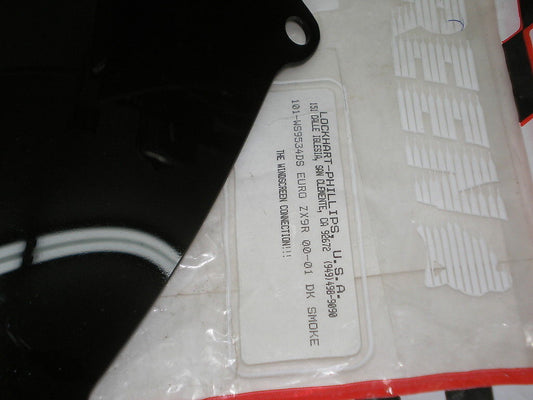 LOCKHART-PHILLIPS, U.S.A.
151 CALLE IGLESIA, SAN CLEMENTE, CA 92672 (949)498-9090
101-WS9534DS EURO ZX9R 00-01 DK SMOKE
THE WINDSCREEN CONNECTION!!!